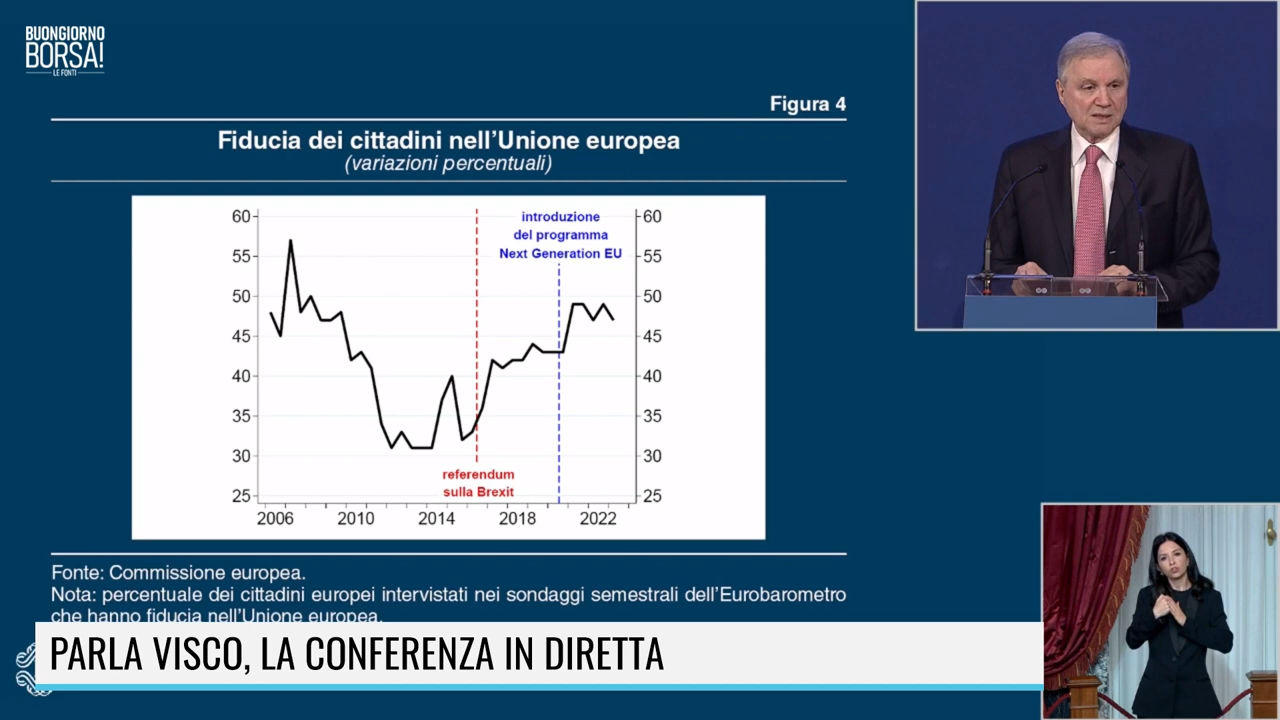 BUONGIORNO
BORSA!
LE FONTI
Figura 4
Fiducia dei cittadini nell'Unione europea
(variazioni percentuali)
60
55
50
45
40
35
30
25
introduzione
del programma
Next Generation EU
referendum
sulla Brexit
60
55
50
45
40
35
30
25
2006 2010 2014 2018 2022
Fonte: Commissione europea.
Nota: percentuale dei cittadini europei intervistati nei sondaggi semestrali dell'Eurobarometro
che hanno fiducia nell'Unione europea.
PARLA VISCO, LA CONFERENZA IN DIRETTA